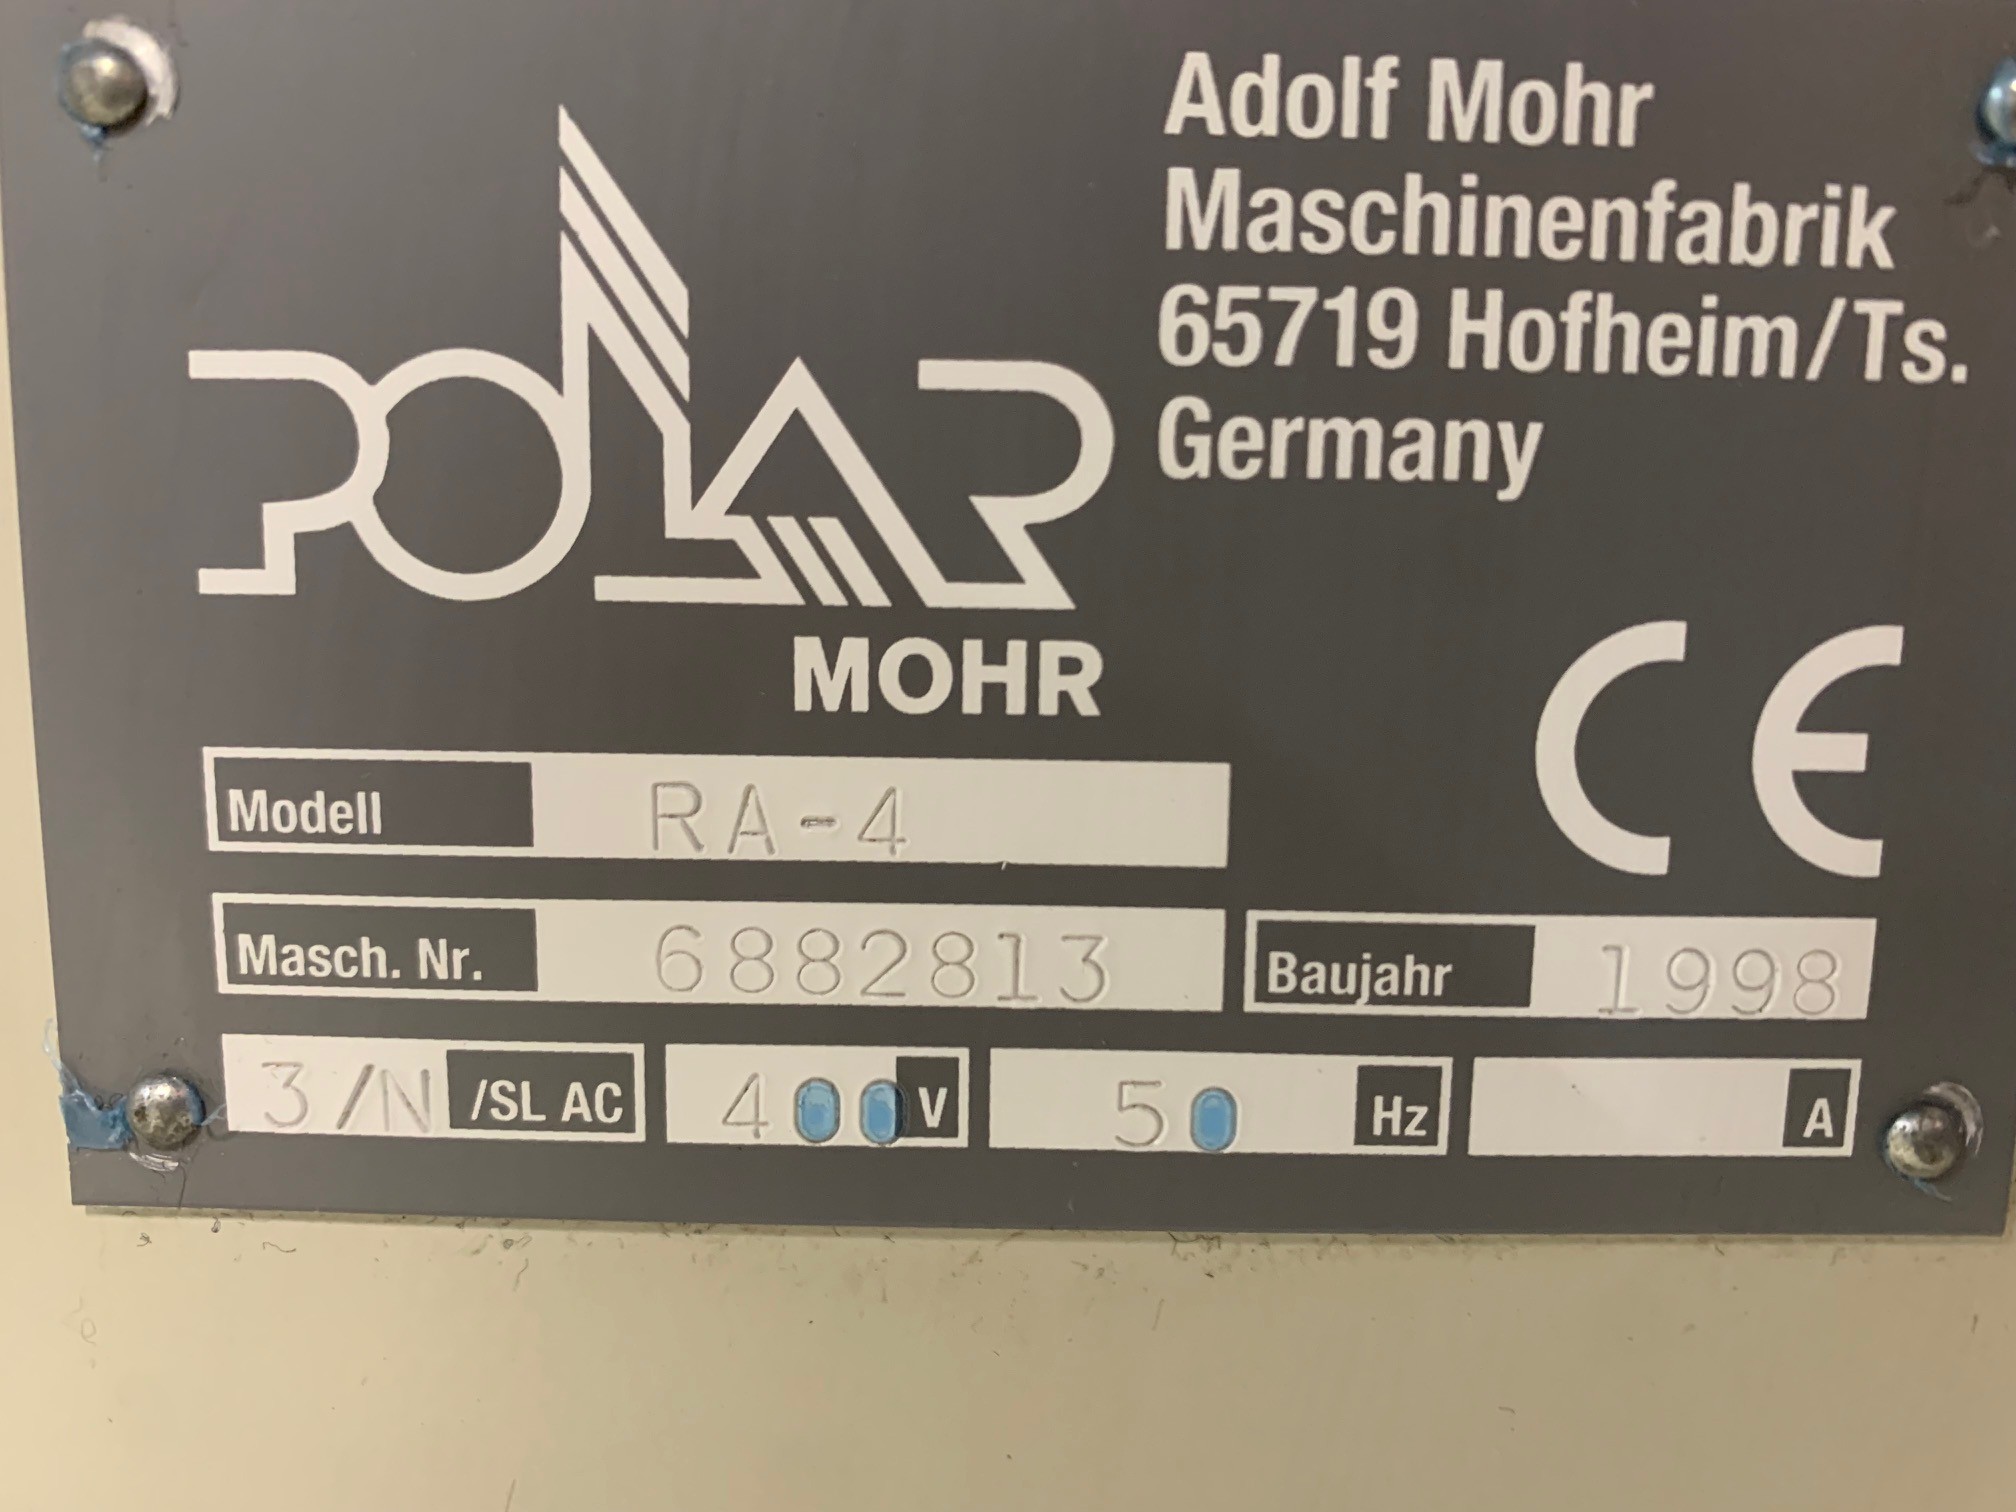 Adolf Mohr
Maschinenfabrik
65719 Hofheim/Ts.
Germany
POLAR
MOHR
CE
Modell RA-4
Masch. Nr. 6882813 Baujahr 1998
3/N /SL AC 400 V 50 Hz A